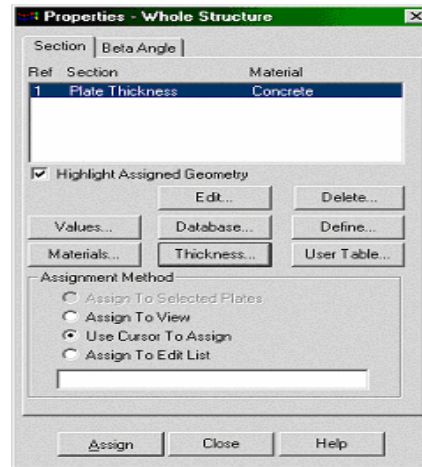 Properties - Whole Structure
Section Beta Angle
Ref Section Material
1 Plate Thickness Concrete
Highlight Assigned Geometry
Edit... Delete...
Values... Database... Define...
Materials... Thickness... User Table...
Assignment Method
Assign To Selected Plates
Assign To View
Use Cursor To Assign
Assign To Edit List
Assign Close Help